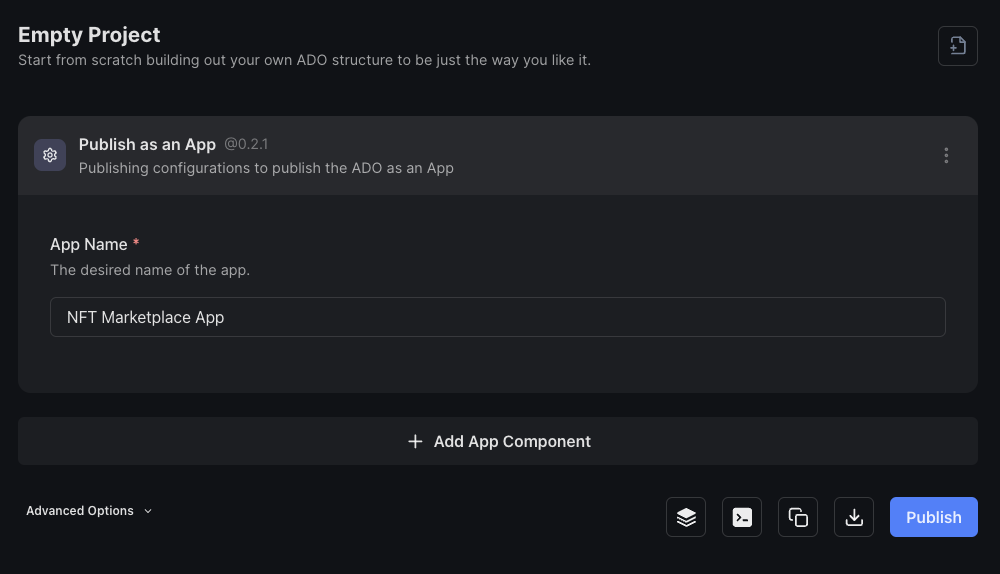 Empty Project
Start from scratch building out your own ADO structure to be just the way you like it.
Publish as an App @0.2.1
Publishing configurations to publish the ADO as an App
App Name *
The desired name of the app.
NFT Marketplace App
Add App Component
Advanced Options
Publish